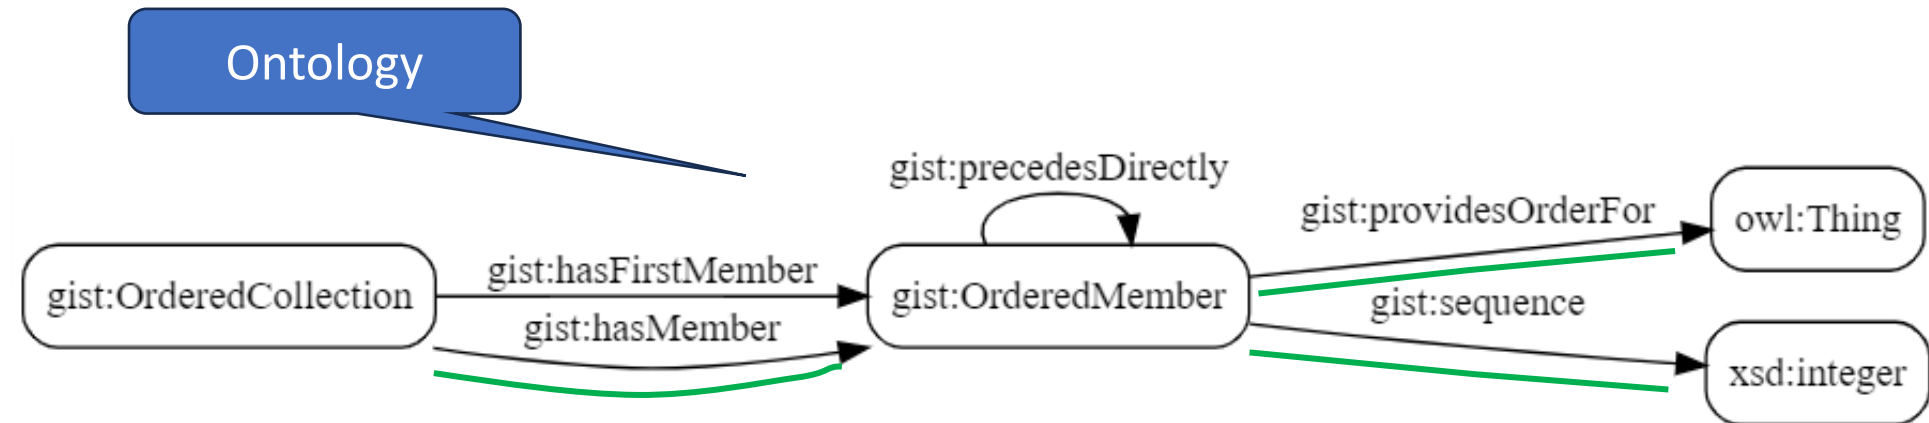 Ontology
gist:precedesDirectly
gist:providesOrderFor
owl:Thing
gist:OrderedCollection
gist:hasFirstMember
gist:hasMember
gist:OrderedMember
gist:sequence
xsd:integer